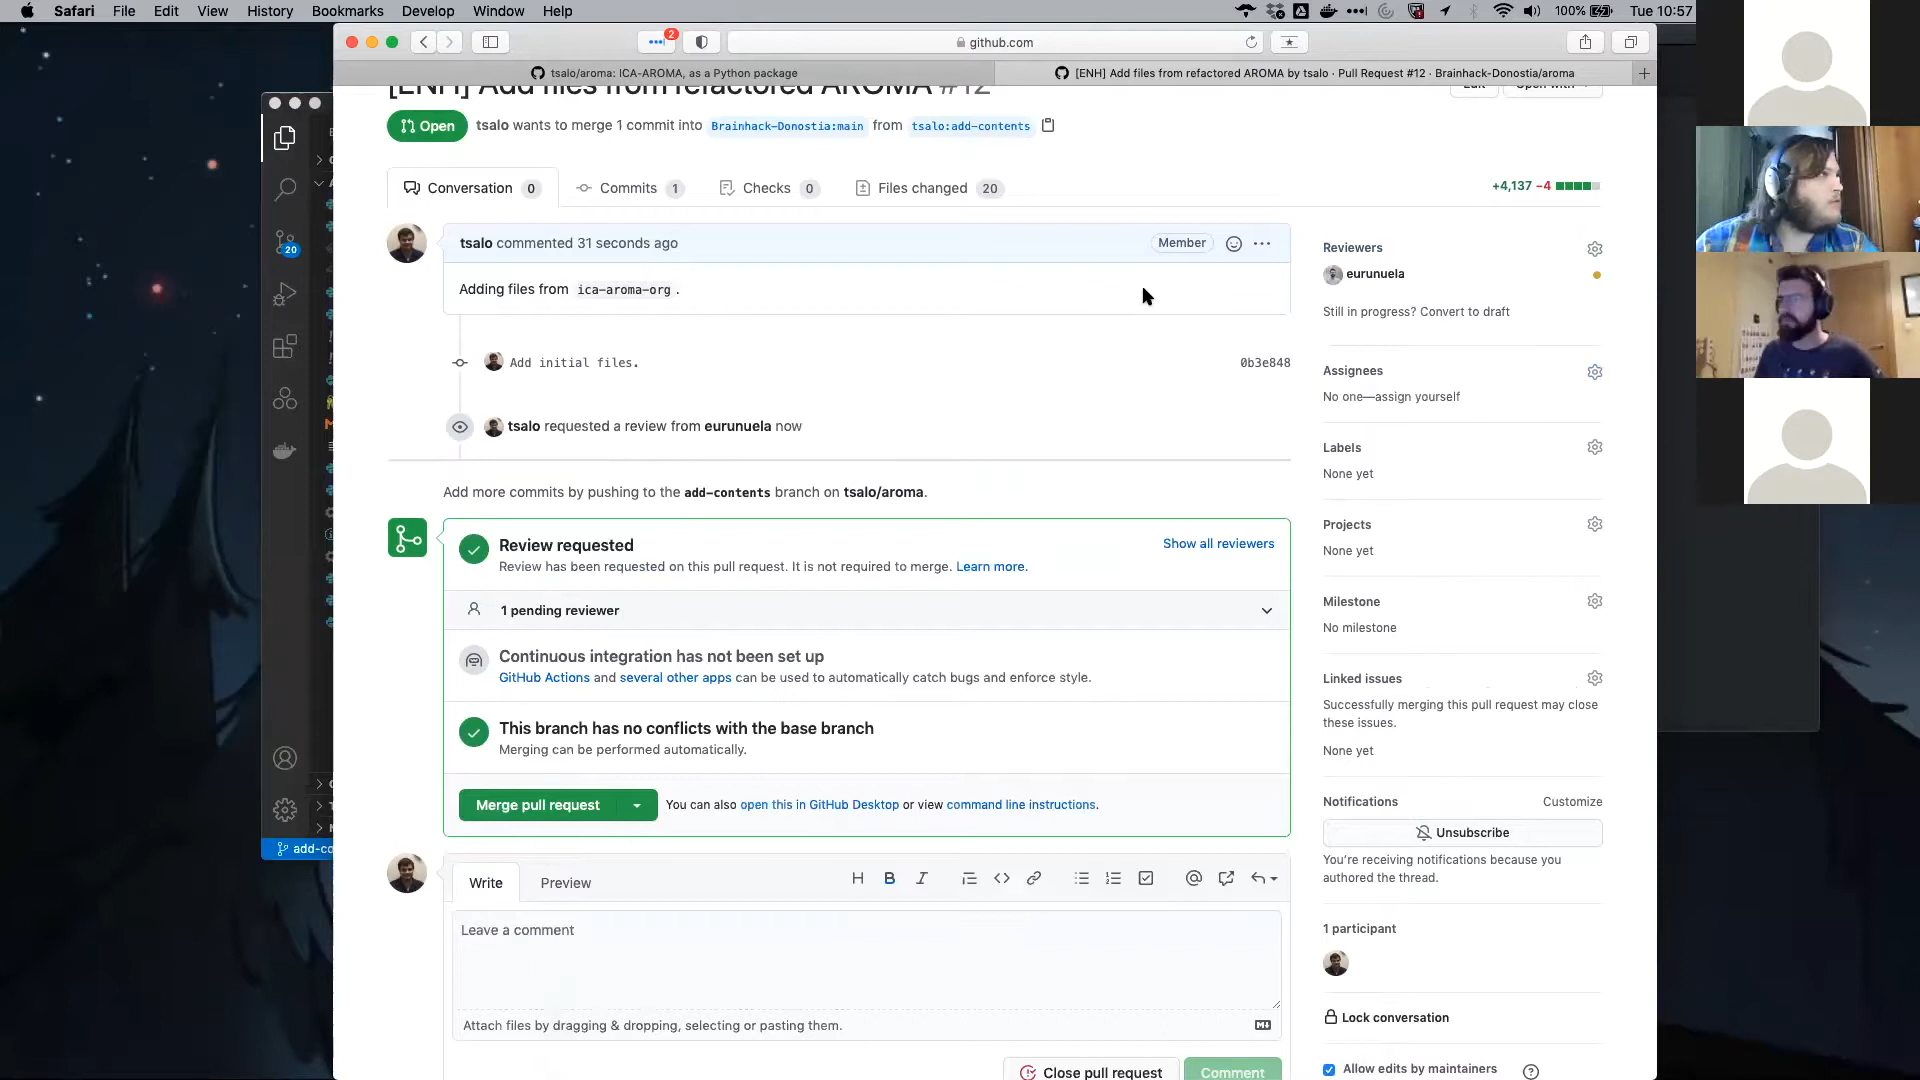 Safari File Edit View History Bookmarks Develop Window Help 100% Tue 10:57
2 github.com
tsalo/aroma: ICA-AROMA, as a Python package [ENH] Add files from refactored AROMA by tsalo · Pull Request #12 · Brainhack-Donostia/aroma
[ENH] Add files from refactored AROMA #12 Edit Open with
Open tsalo wants to merge 1 commit into Brainhack-Donostia:main from tsalo:add-contents
Conversation 0 Commits 1 Checks 0 Files changed 20 +4,137 −4
tsalo commented 31 seconds ago Member
Adding files from ica-aroma-org .
Add initial files. 0b3e848
tsalo requested a review from eurunuela now
Add more commits by pushing to the add-contents branch on tsalo/aroma.
Review requested Show all reviewers
Review has been requested on this pull request. It is not required to merge. Learn more.
1 pending reviewer
Continuous integration has not been set up
GitHub Actions and several other apps can be used to automatically catch bugs and enforce style.
This branch has no conflicts with the base branch
Merging can be performed automatically.
Merge pull request You can also open this in GitHub Desktop or view command line instructions.
Write Preview H B I
Leave a comment
Attach files by dragging & dropping, selecting or pasting them.
Close pull request Comment
Reviewers
eurunuela
Still in progress? Convert to draft
Assignees
No one—assign yourself
Labels
None yet
Projects
None yet
Milestone
No milestone
Linked issues
Successfully merging this pull request may close
these issues.
None yet
Notifications Customize
Unsubscribe
You're receiving notifications because you
authored the thread.
1 participant
Lock conversation
Allow edits by maintainers
20
add-co